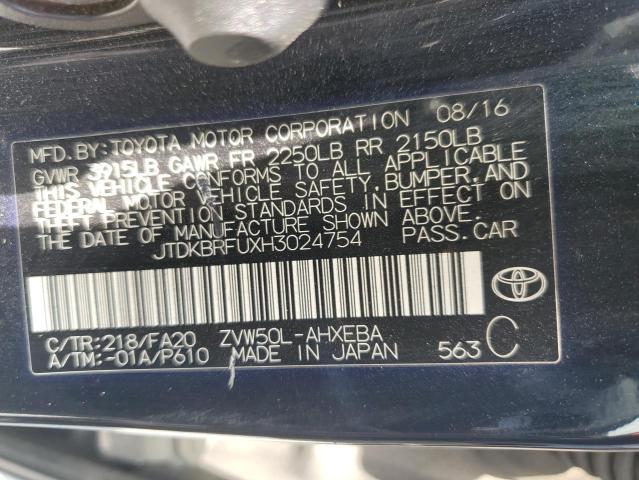 MFD. BY: TOYOTA MOTOR CORPORATION 08/16
GVWR 3915LB GAWR FR 2250LB RR 2150LB
THIS VEHICLE CONFORMS TO ALL APPLICABLE
FEDERAL MOTOR VEHICLE SAFETY, BUMPER, AND
THEFT PREVENTION STANDARDS IN EFFECT ON
THE DATE OF MANUFACTURE SHOWN ABOVE.
JTDKBRFUXH3024754 PASS.CAR
C/TR:218/FA20 ZVW50L-AHXEBA
A/TM:-01A/P610 MADE IN JAPAN 563 C